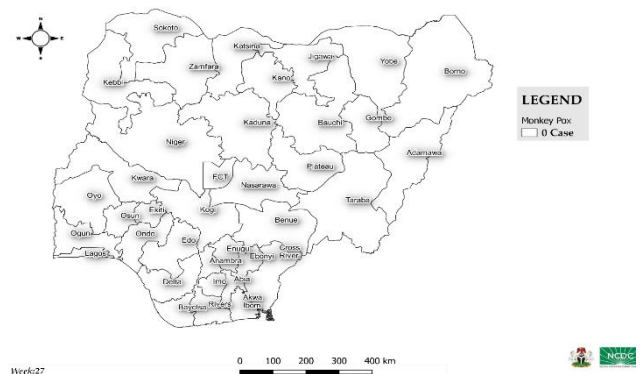 Sokoto
Katsina
Jigawa
Yobe
Borno
Zamfara
Kebbi
Kano
Gombe
Kaduna
Bauchi
Niger
Adamawa
Plateau
Kwara
FCT
Nasarawa
Taraba
Oyo
Ekiti
Kogi
Osun
Benue
Ogun
Ondo
Edo
Lagos
Enugu
Cross
River
Anambra
Ebonyi
Delta
Imo
Abia
Akwa
Ibom
Bayelsa
Rivers
N
W
E
S
LEGEND
Monkey Pox
0 Case
Week:27
0 100 200 300 400 km
NCDC